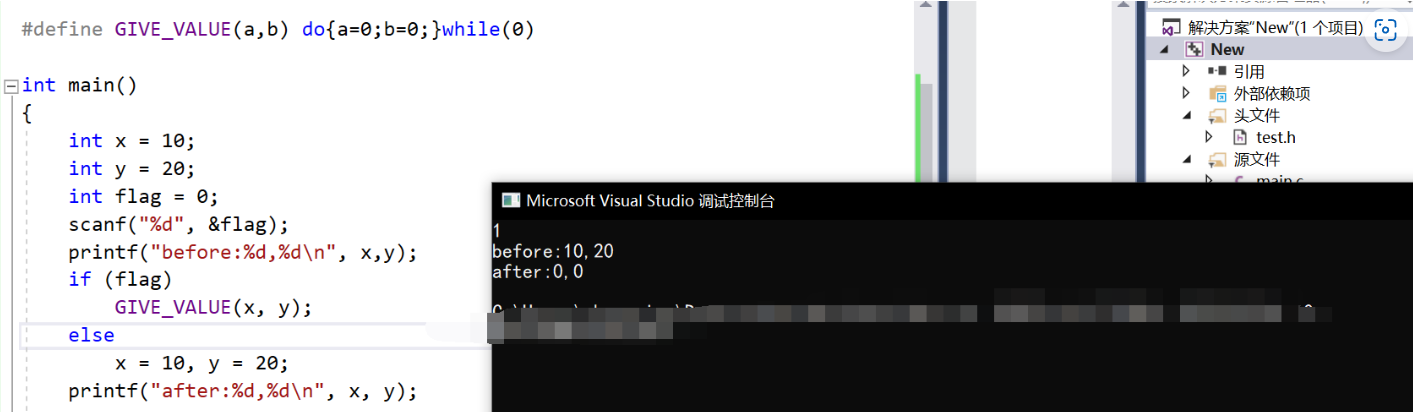 #define GIVE_VALUE(a,b) do{a=0;b=0;}while(0)
int main()
{
int x = 10;
int y = 20;
int flag = 0;
scanf("%d", &flag);
printf("before:%d,%d\n", x,y);
if (flag)
GIVE_VALUE(x, y);
else
x = 10, y = 20;
printf("after:%d,%d\n", x, y);
解决方案"New"(1 个项目)
New
引用
外部依赖项
头文件
test.h
源文件
main.c
Microsoft Visual Studio 调试控制台
1
before:10,20
after:0,0